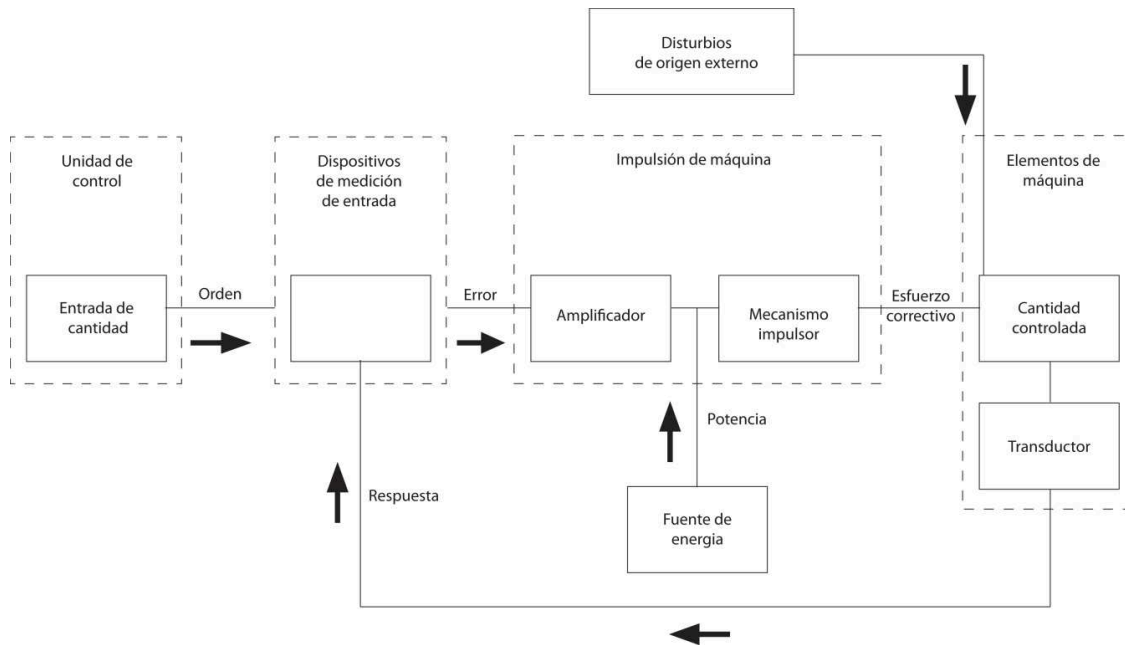 Disturbios
de origen externo
Unidad de
control
Dispositivos
de medición
de entrada
Impulsión de máquina
Elementos de
máquina
Entrada de
cantidad
Orden
Error
Amplificador
Mecanismo
impulsor
Esfuerzo
correctivo
Cantidad
controlada
Potencia
Transductor
Respuesta
Fuente de
energia